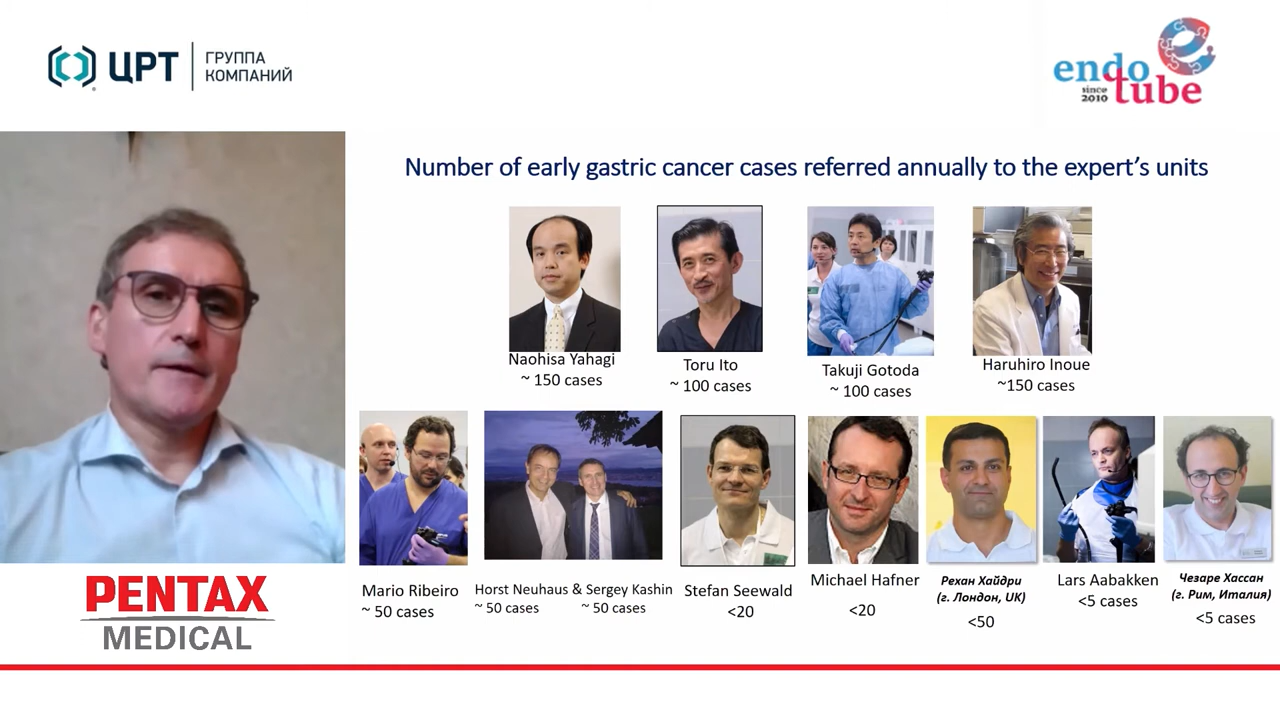 ЦРТ
ГРУППА
КОМПАНИЙ
endo
since
2010
tube
Number of early gastric cancer cases referred annually to the expert's units
Naohisa Yahagi
~ 150 cases
Toru Ito
~ 100 cases
Takuji Gotoda
~ 100 cases
Haruhiro Inoue
~150 cases
Mario Ribeiro
~ 50 cases
Horst Neuhaus & Sergey Kashin
~ 50 cases ~ 50 cases
Stefan Seewald
<20
Michael Hafner
<20
Рехан Хайдри
(г. Лондон, UK)
<50
Lars Aabakken
<5 cases
Чезаре Хассан
(г. Рим, Италия)
<5 cases
PENTAX
MEDICAL